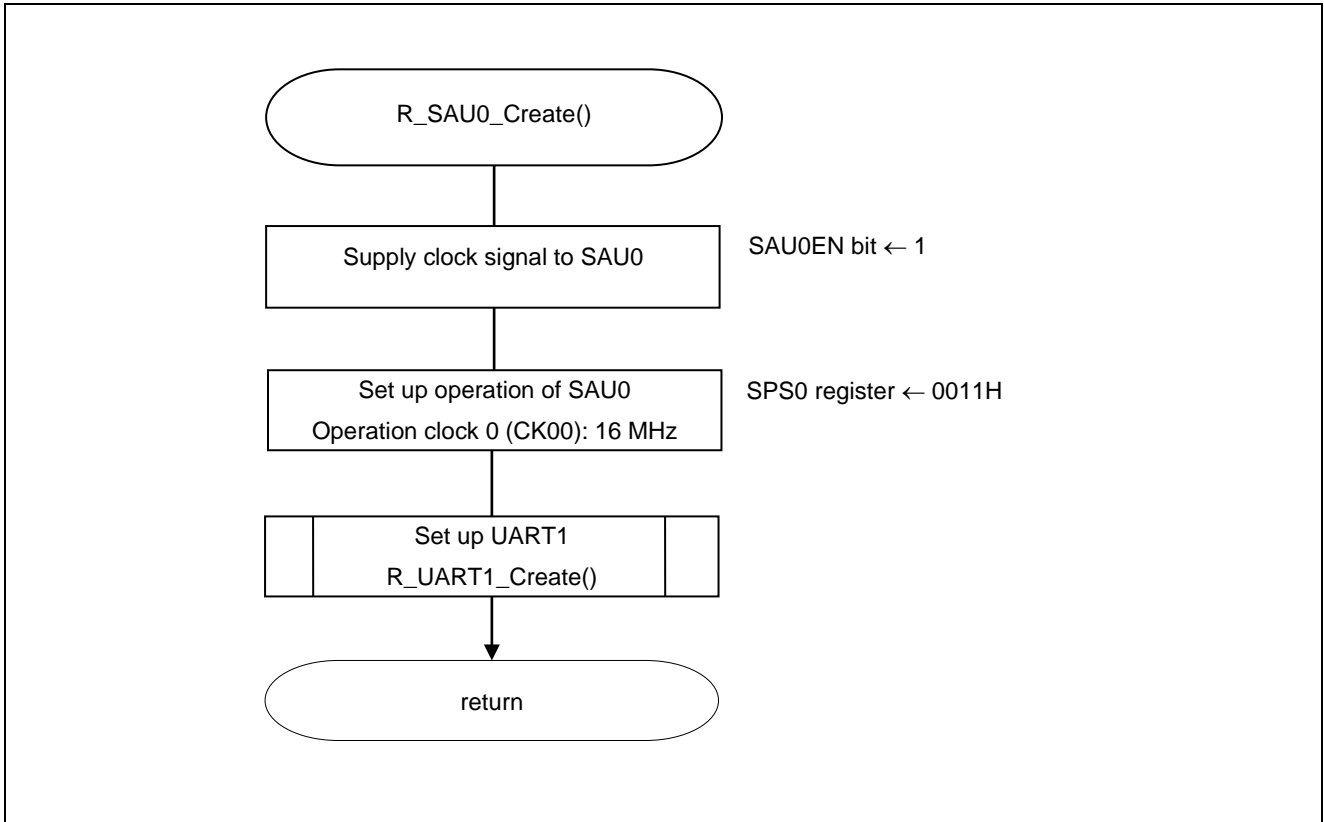 R_SAU0_Create()
Supply clock signal to SAU0
SAU0EN bit ← 1
Set up operation of SAU0
Operation clock 0 (CK00): 16 MHz
SPS0 register ← 0011H
Set up UART1
R_UART1_Create()
return